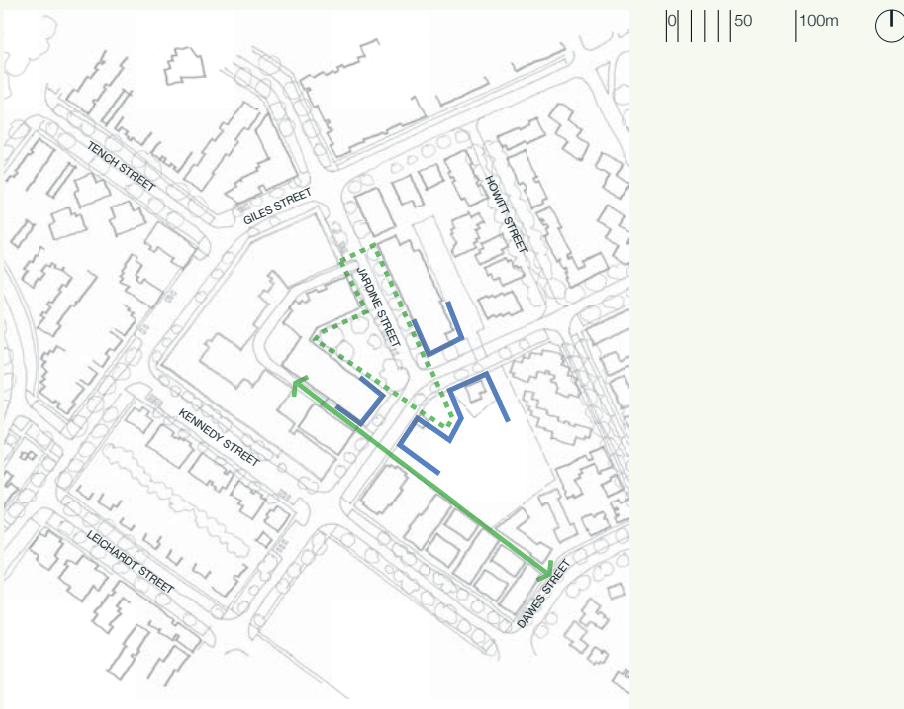 0 50 100m
TENCH STREET
GILES STREET
HOWITT STREET
JARDINE STREET
KENNEDY STREET
LEICHARDT STREET
DAWES STREET